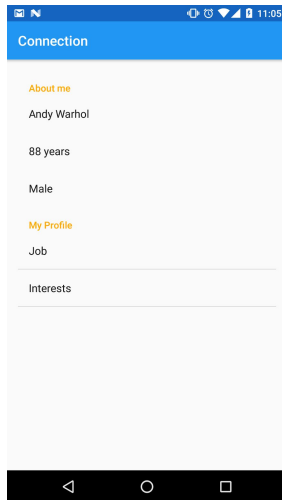 11:05
Connection
About me
Andy Warhol
88 years
Male
My Profile
Job
Interests